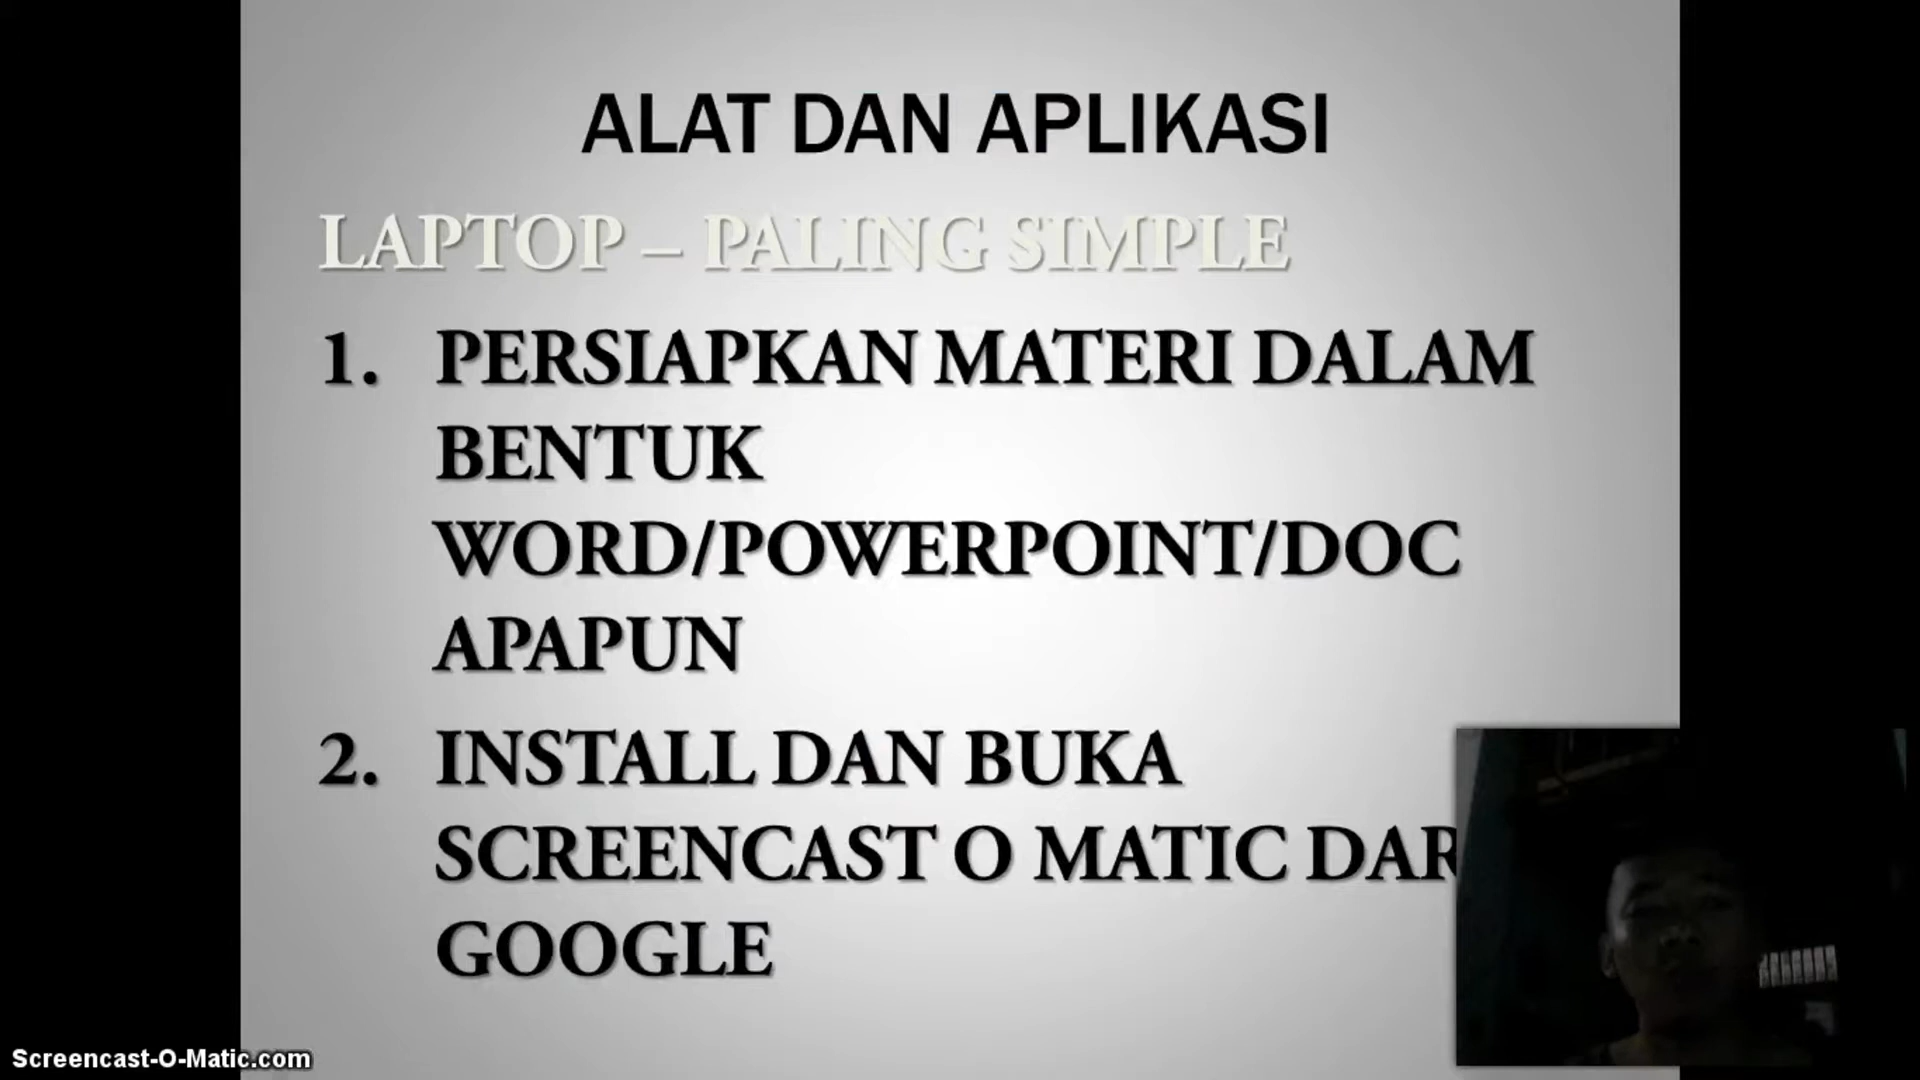 ALAT DAN APLIKASI
LAPTOP – PALING SIMPLE
1. PERSIAPKAN MATERI DALAM
BENTUK
WORD/POWERPOINT/DOC
APAPUN
2. INSTALL DAN BUKA
SCREENCAST O MATIC DAR
GOOGLE
Screencast-O-Matic.com